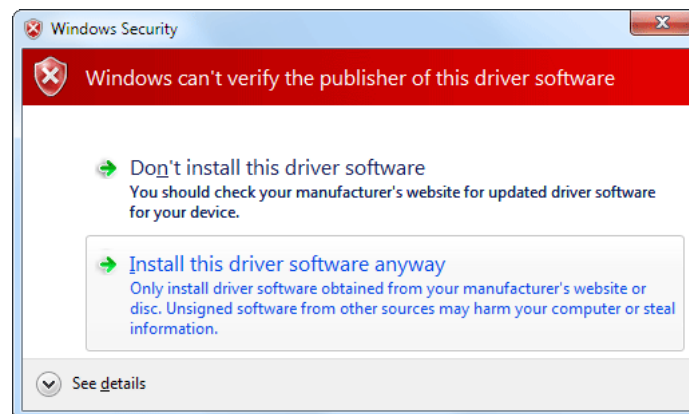 Windows Security
Windows can't verify the publisher of this driver software
Don't install this driver software
You should check your manufacturer's website for updated driver software
for your device.
Install this driver software anyway
Only install driver software obtained from your manufacturer's website or
disc. Unsigned software from other sources may harm your computer or steal
information.
See details